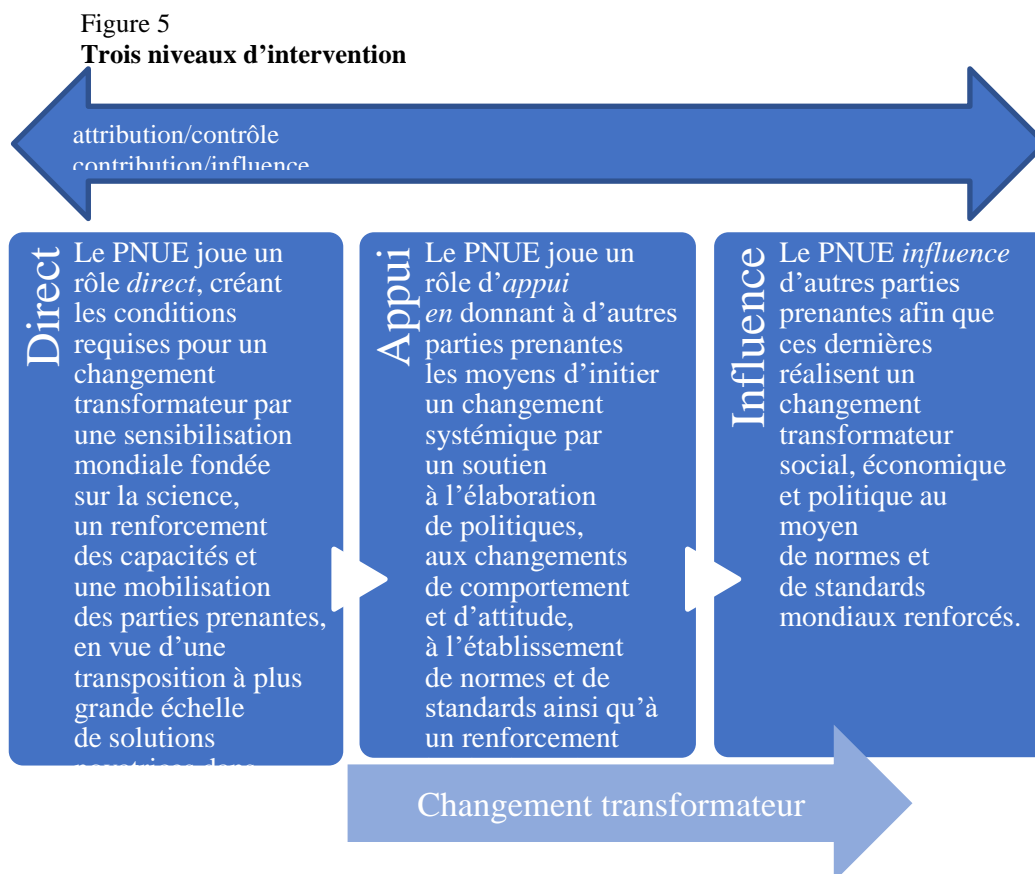 Figure 5
Trois niveaux d’intervention
attribution/contrôle
contribution/influence
Direct
Le PNUE joue un
rôle direct, créant
les conditions
requises pour un
changement
transformateur par
une sensibilisation
mondiale fondée
sur la science,
un renforcement
des capacités et
une mobilisation
des parties prenantes,
en vue d’une
transposition à plus
grande échelle
de solutions
novatrices dans
Appui
Le PNUE joue un
rôle d’appui
en donnant à d’autres
parties prenantes
les moyens d’initier
un changement
systémique par
un soutien
à l’élaboration
de politiques,
aux changements
de comportement
et d’attitude,
à l’établissement
de normes et de
standards ainsi qu’à
un renforcement
Influence
Le PNUE influence
d’autres parties
prenantes afin que
ces dernières
réalisent un
changement
transformateur
social, économique
et politique au
moyen
de normes et
de standards
mondiaux renforcés.
Changement transformateur